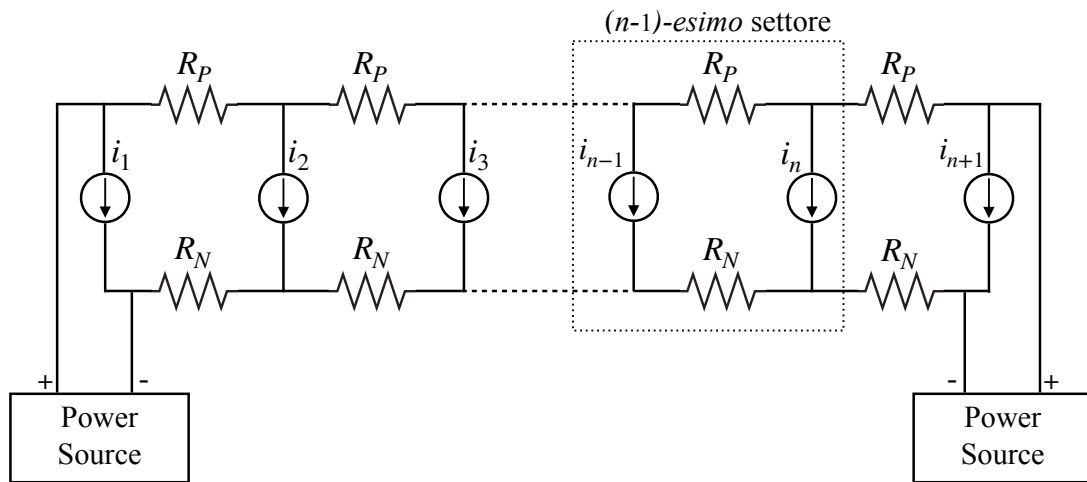 (n-1)-esimo settore
R_P R_P R_P R_P
i_1 i_2 i_3 i_{n-1} i_n i_{n+1}
R_N R_N R_N R_N
+ - - +
Power Power
Source Source